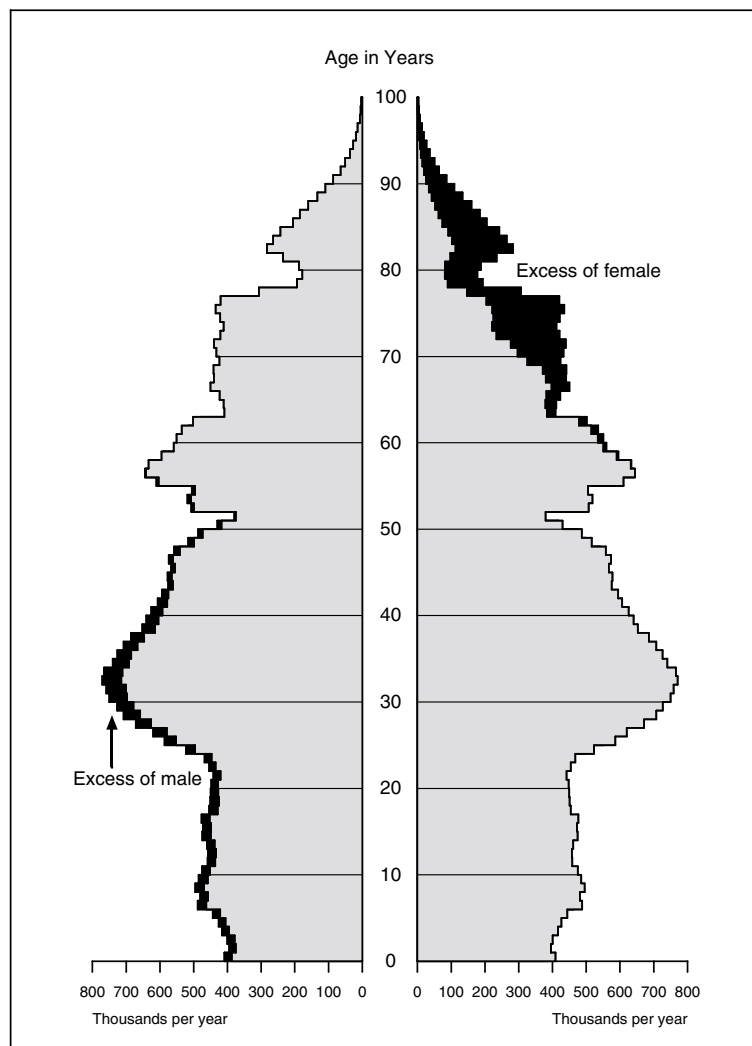 Age in Years
100
90
80
Excess of female
70
60
50
40
30
Excess of male
20
10
0
800 700 600 500 400 300 200 100 0
0 100 200 300 400 500 600 700 800
Thousands per year
Thousands per year